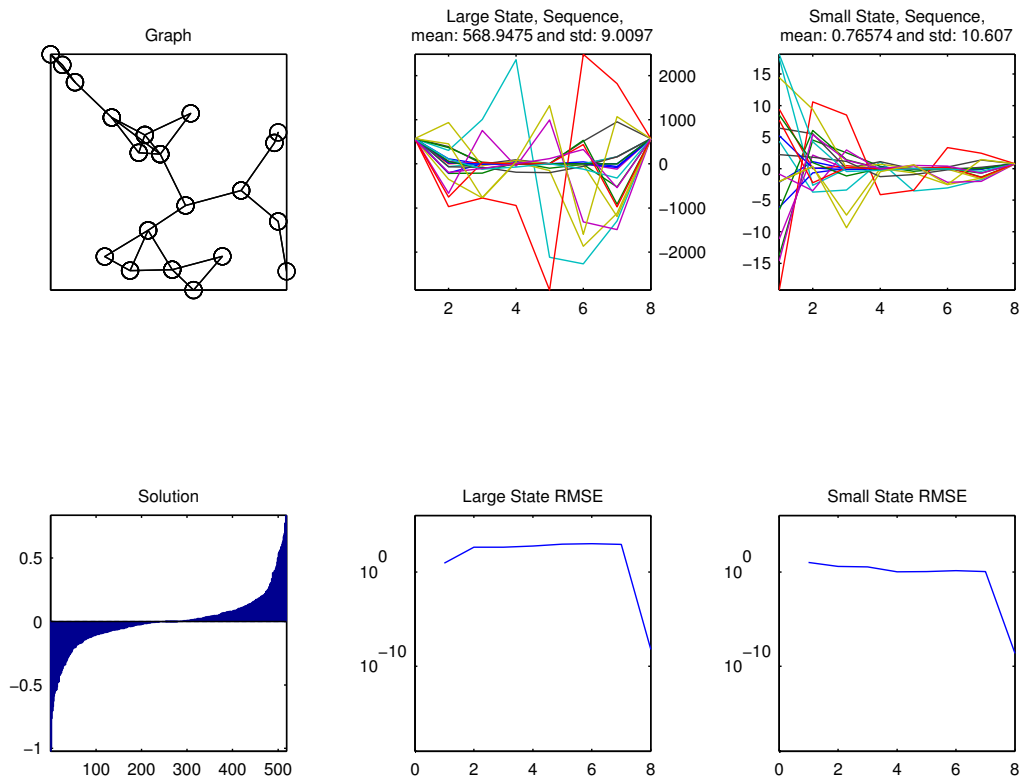 Graph
Large State, Sequence,
mean: 568.9475 and std: 9.0097
2000
1000
0
−1000
−2000
2 4 6 8
Small State, Sequence,
mean: 0.76574 and std: 10.607
15
10
5
0
−5
−10
−15
2 4 6 8
Solution
0.5
0
−0.5
−1
100 200 300 400 500
Large State RMSE
10^0
10^−10
0 2 4 6 8
Small State RMSE
10^0
10^−10
0 2 4 6 8